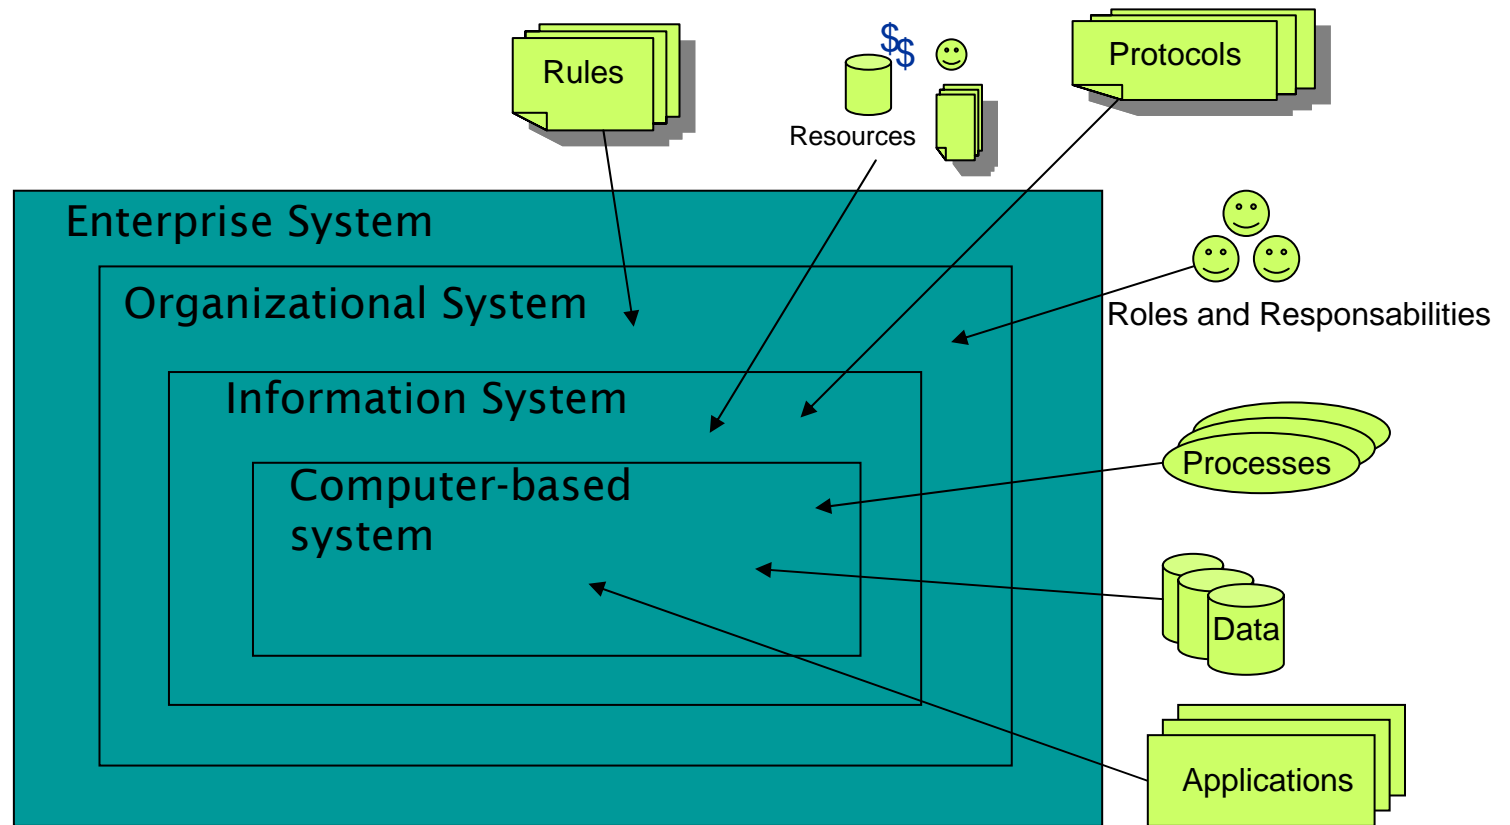 Rules
$$
Protocols
Resources
Enterprise System
Organizational System
Roles and Responsabilities
Information System
Processes
Computer-based
system
Data
Applications